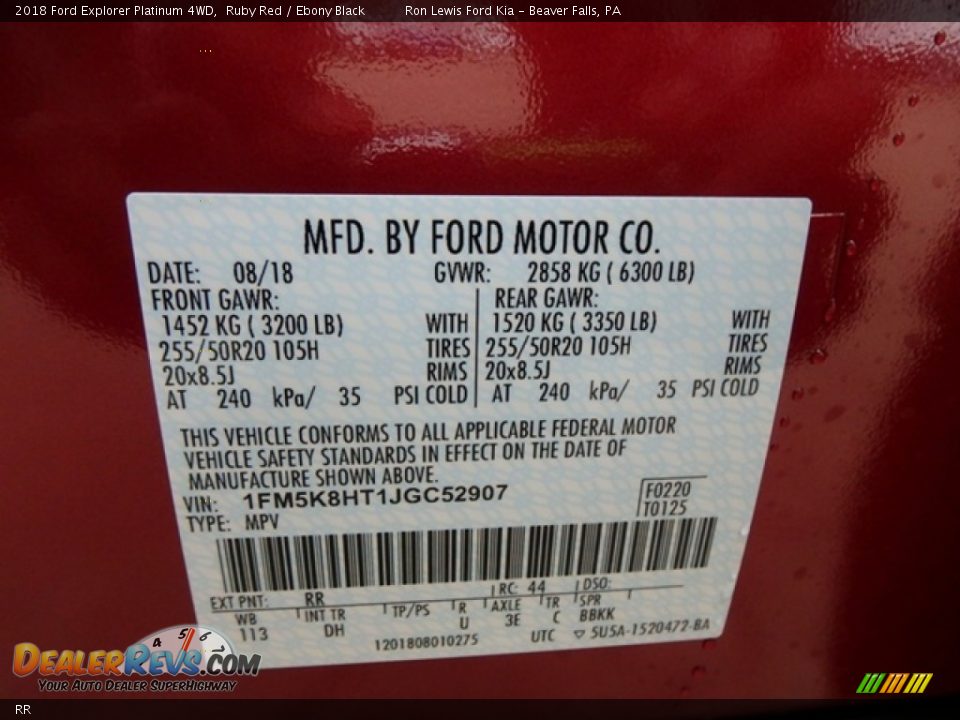 2018 Ford Explorer Platinum 4WD, Ruby Red / Ebony Black Ron Lewis Ford Kia - Beaver Falls, PA
MFD. BY FORD MOTOR CO.
DATE: 08/18 GVWR: 2858 KG ( 6300 LB)
FRONT GAWR: REAR GAWR:
1452 KG ( 3200 LB) WITH 1520 KG ( 3350 LB) WITH
255/50R20 105H TIRES 255/50R20 105H TIRES
20x8.5J RIMS 20x8.5J RIMS
AT 240 kPa/ 35 PSI COLD AT 240 kPa/ 35 PSI COLD
THIS VEHICLE CONFORMS TO ALL APPLICABLE FEDERAL MOTOR
VEHICLE SAFETY STANDARDS IN EFFECT ON THE DATE OF
MANUFACTURE SHOWN ABOVE.
VIN: 1FM5K8HT1JGC52907 F0220
TYPE: MPV T0125
EXT PNT: RR RC: 44 DSO:
WB INT TR TP/PS R AXLE TR SPR
113 DH U 3E C BBKK
1201808010275 UTC ▽ 5U5A-1520472-BA
4 5 6
DEALERREVS.COM
Your Auto Dealer SuperHighway
RR